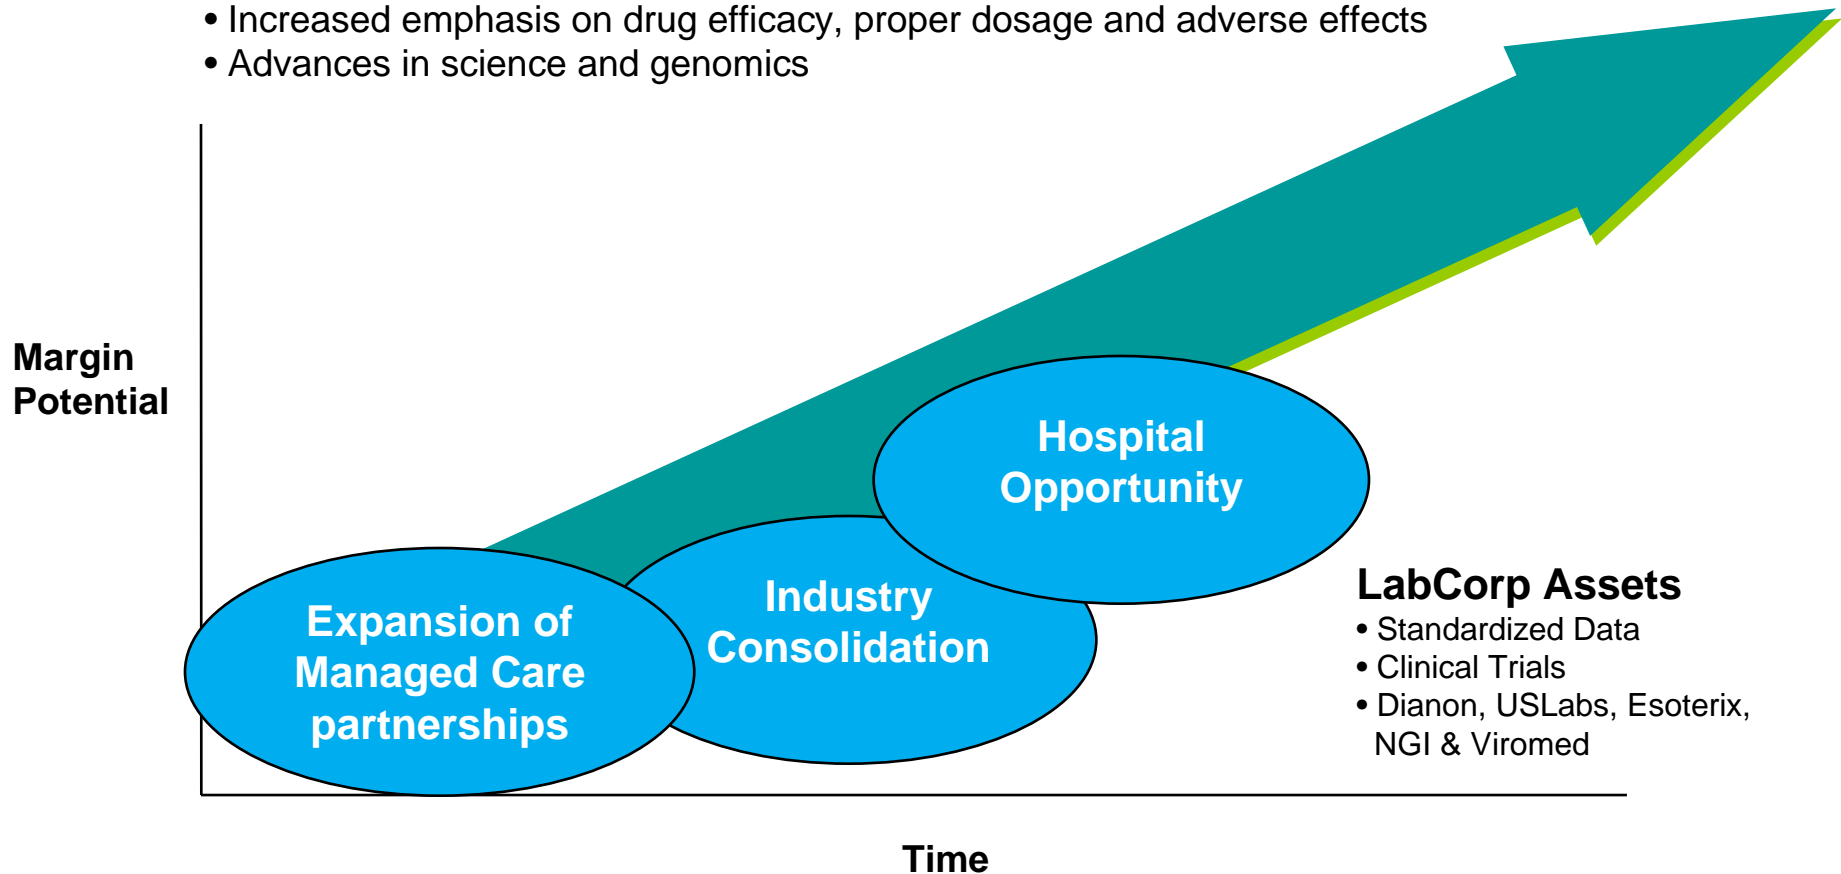 • Increased emphasis on drug efficacy, proper dosage and adverse effects
• Advances in science and genomics
Margin
Potential
Hospital
Opportunity
Industry
Consolidation
Expansion of
Managed Care
partnerships
LabCorp Assets
• Standardized Data
• Clinical Trials
• Dianon, USLabs, Esoterix,
NGI & Viromed
Time